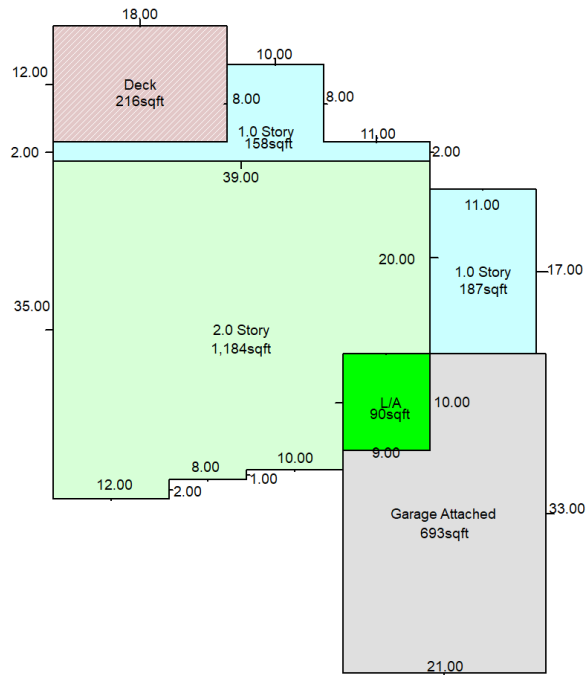 18.00
12.00
Deck
216sqft
10.00
8.00
8.00
1.0 Story
158sqft
11.00
2.00
2.00
39.00
11.00
20.00
17.00
1.0 Story
187sqft
35.00
2.0 Story
1,184sqft
L/A
90sqft
10.00
9.00
10.00
8.00
1.00
12.00
2.00
Garage Attached
693sqft
33.00
21.00